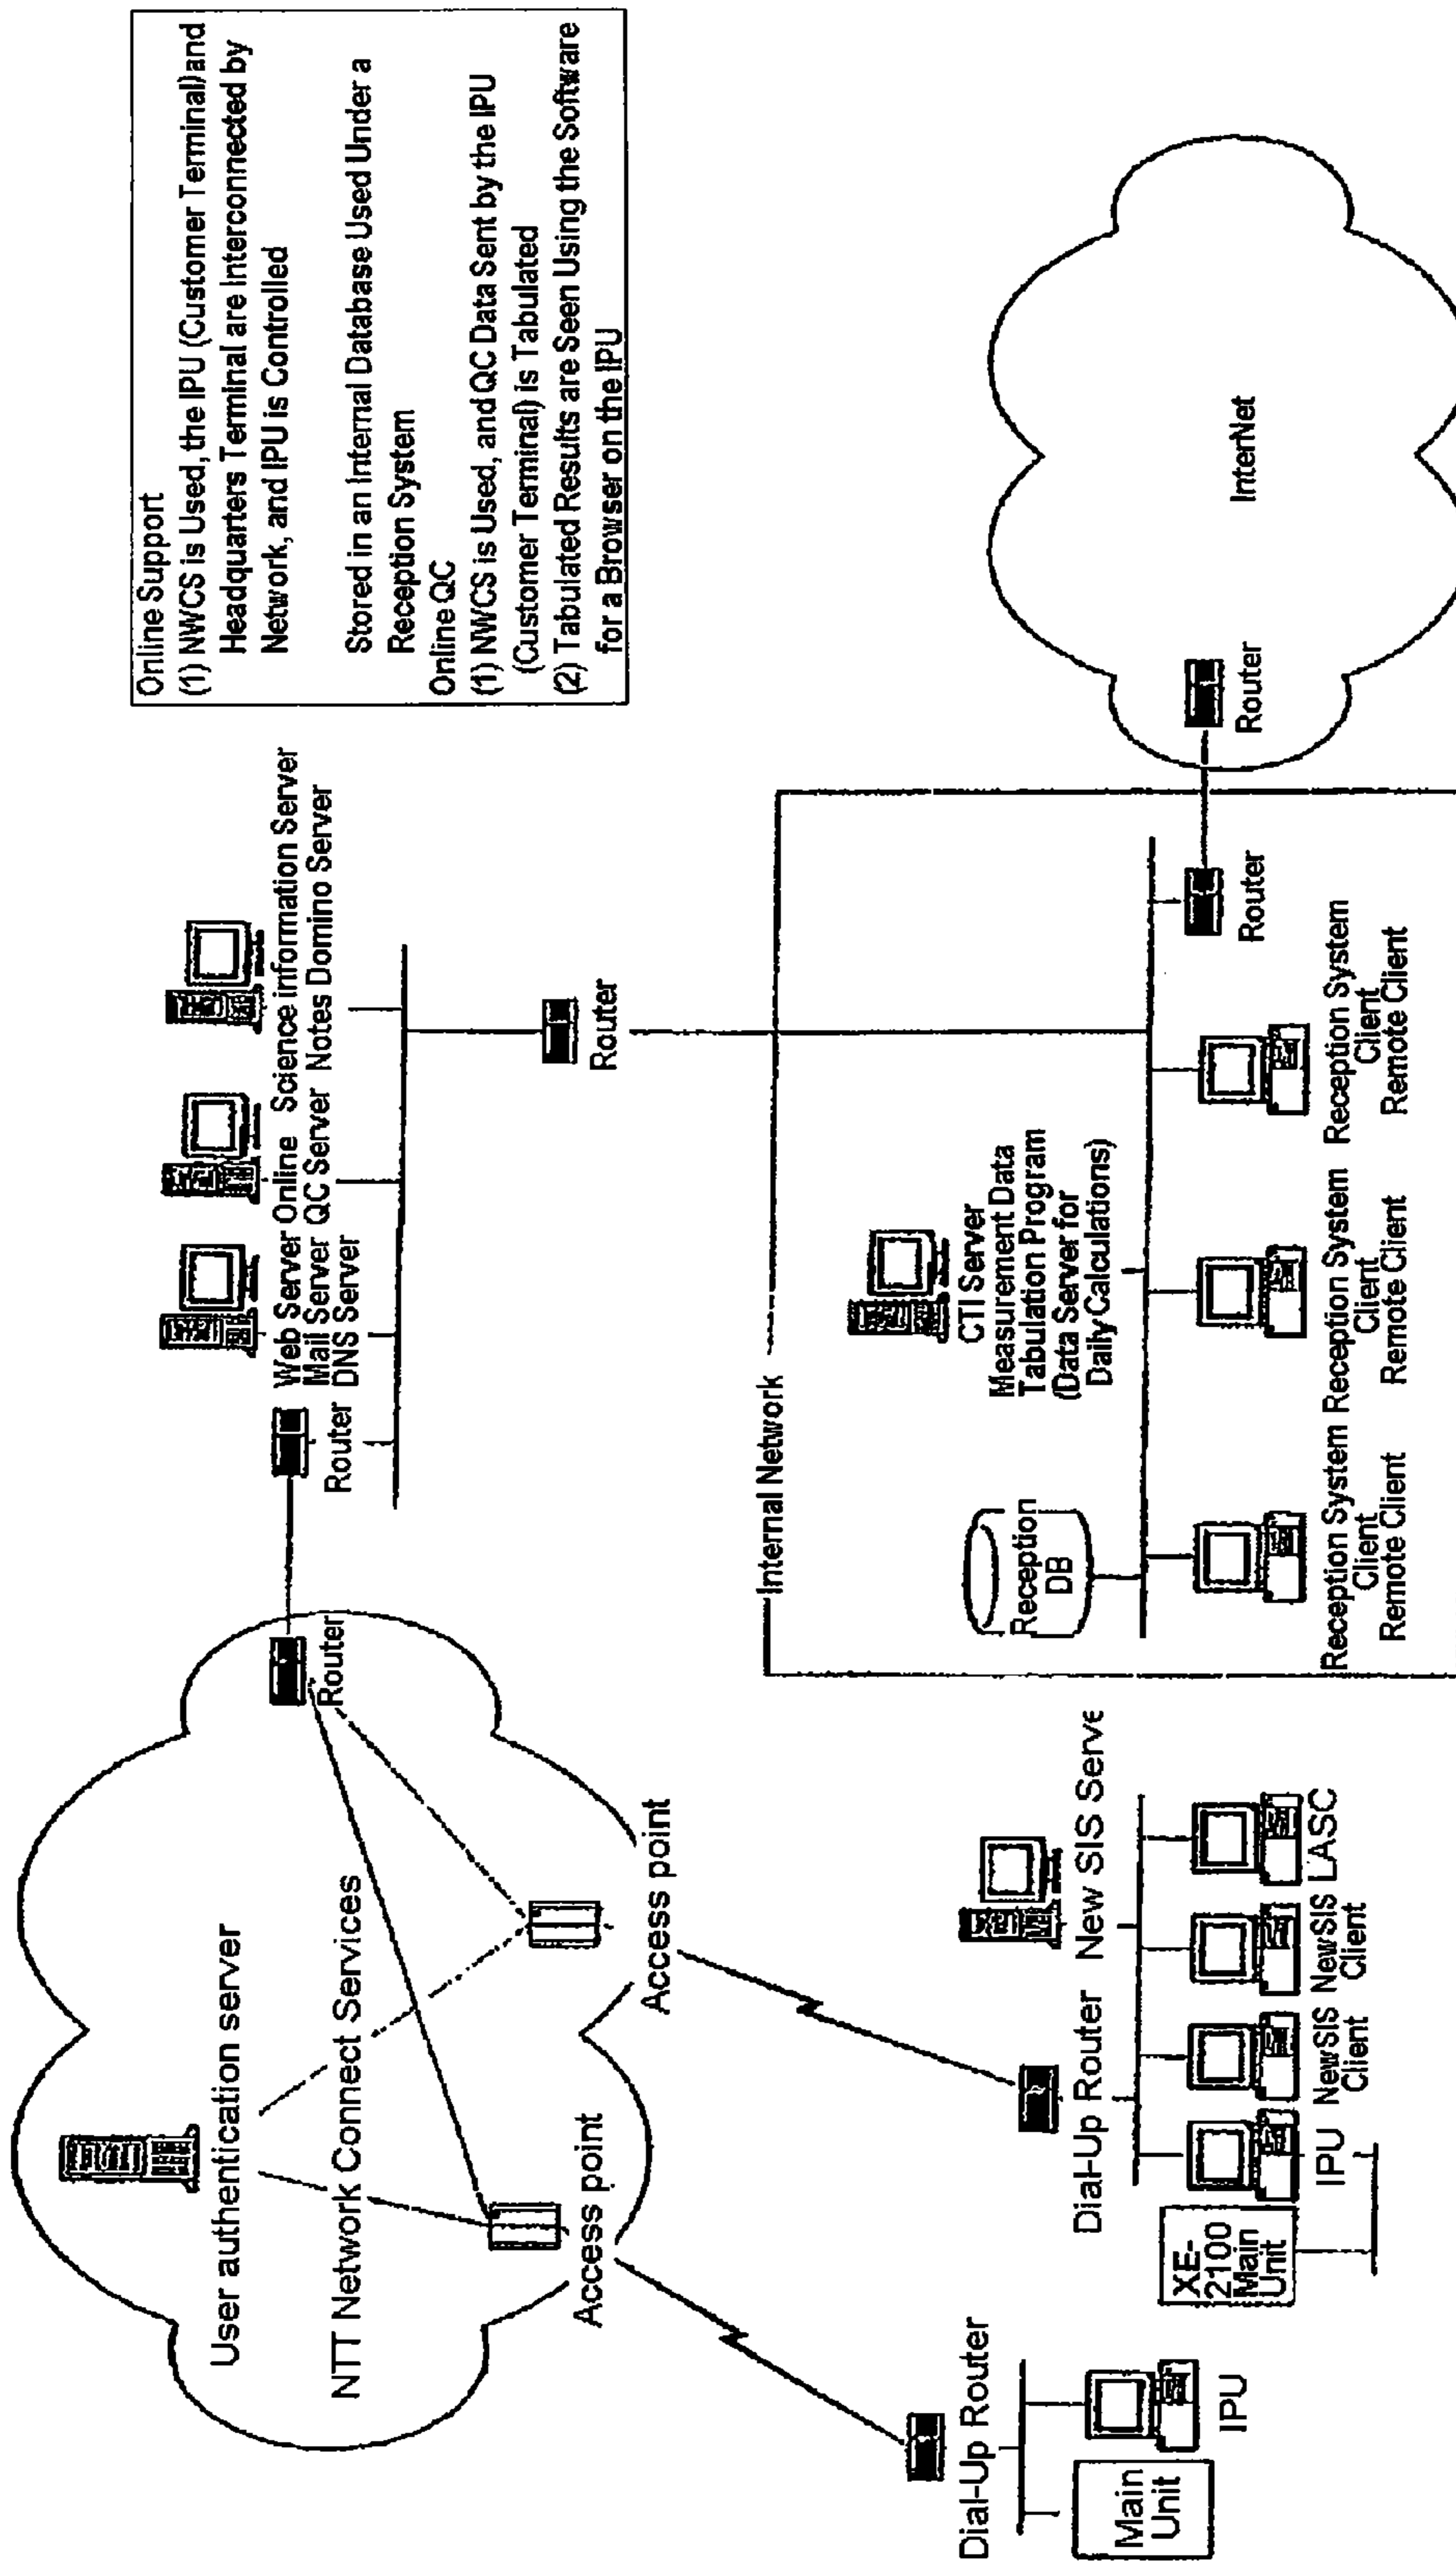 Online Support
(1) NWCS is Used, the IPU (Customer Terminal) and
Headquarters Terminal are Interconnected by
Network, and IPU is Controlled
Stored in an Internal Database Used Under a
Reception System
Online QC
(1) NWCS is Used, and QC Data Sent by the IPU
(Customer Terminal) is Tabulated
(2) Tabulated Results are Seen Using the Software
for a Browser on the IPU
User authentication server
NTT Network Connect Services
Router
Access point
Access point
Router
Web Server
Mail Server
DNS Server
Online
QC Server
Science information Server
Notes Domino Server
Router
Dial-Up Router
Main
Unit
IPU
Dial-Up Router
New SIS Serve
XE-
2100
Main
Unit
IPU
NewSIS
Client
NewSIS
Client
LASC
Internal Network
Reception
DB
CTI Server
Measurement Data
Tabulation Program
(Data Server for
Daily Calculations)
Reception System
Client
Remote Client
Reception System
Client
Remote Client
Reception System
Client
Remote Client
Router
Router
InterNet